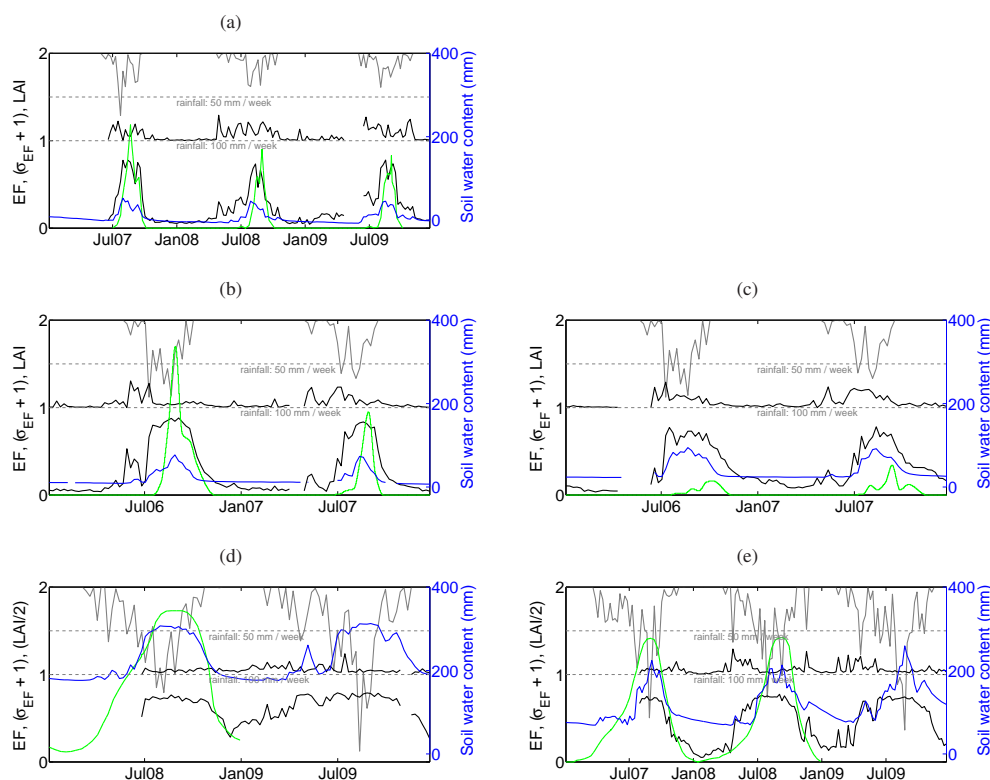 (a)
2
1
0
EF, (σEF + 1), LAI
400
200
0
Soil water content (mm)
rainfall: 50 mm / week
rainfall: 100 mm / week
Jul07 Jan08 Jul08 Jan09 Jul09
(b)
2
1
0
EF, (σEF + 1), LAI
400
200
0
Soil water content (mm)
rainfall: 50 mm / week
rainfall: 100 mm / week
Jul06 Jan07 Jul07
(c)
2
1
0
400
200
0
Soil water content (mm)
rainfall: 50 mm / week
rainfall: 100 mm / week
Jul06 Jan07 Jul07
(d)
2
1
0
EF, (σEF + 1), (LAI/2)
400
200
0
Soil water content (mm)
rainfall: 50 mm / week
rainfall: 100 mm / week
Jul08 Jan09 Jul09
(e)
2
1
0
EF, (σEF + 1), (LAI/2)
400
200
0
Soil water content (mm)
rainfall: 50 mm / week
rainfall: 100 mm / week
Jul07 Jan08 Jul08 Jan09 Jul09